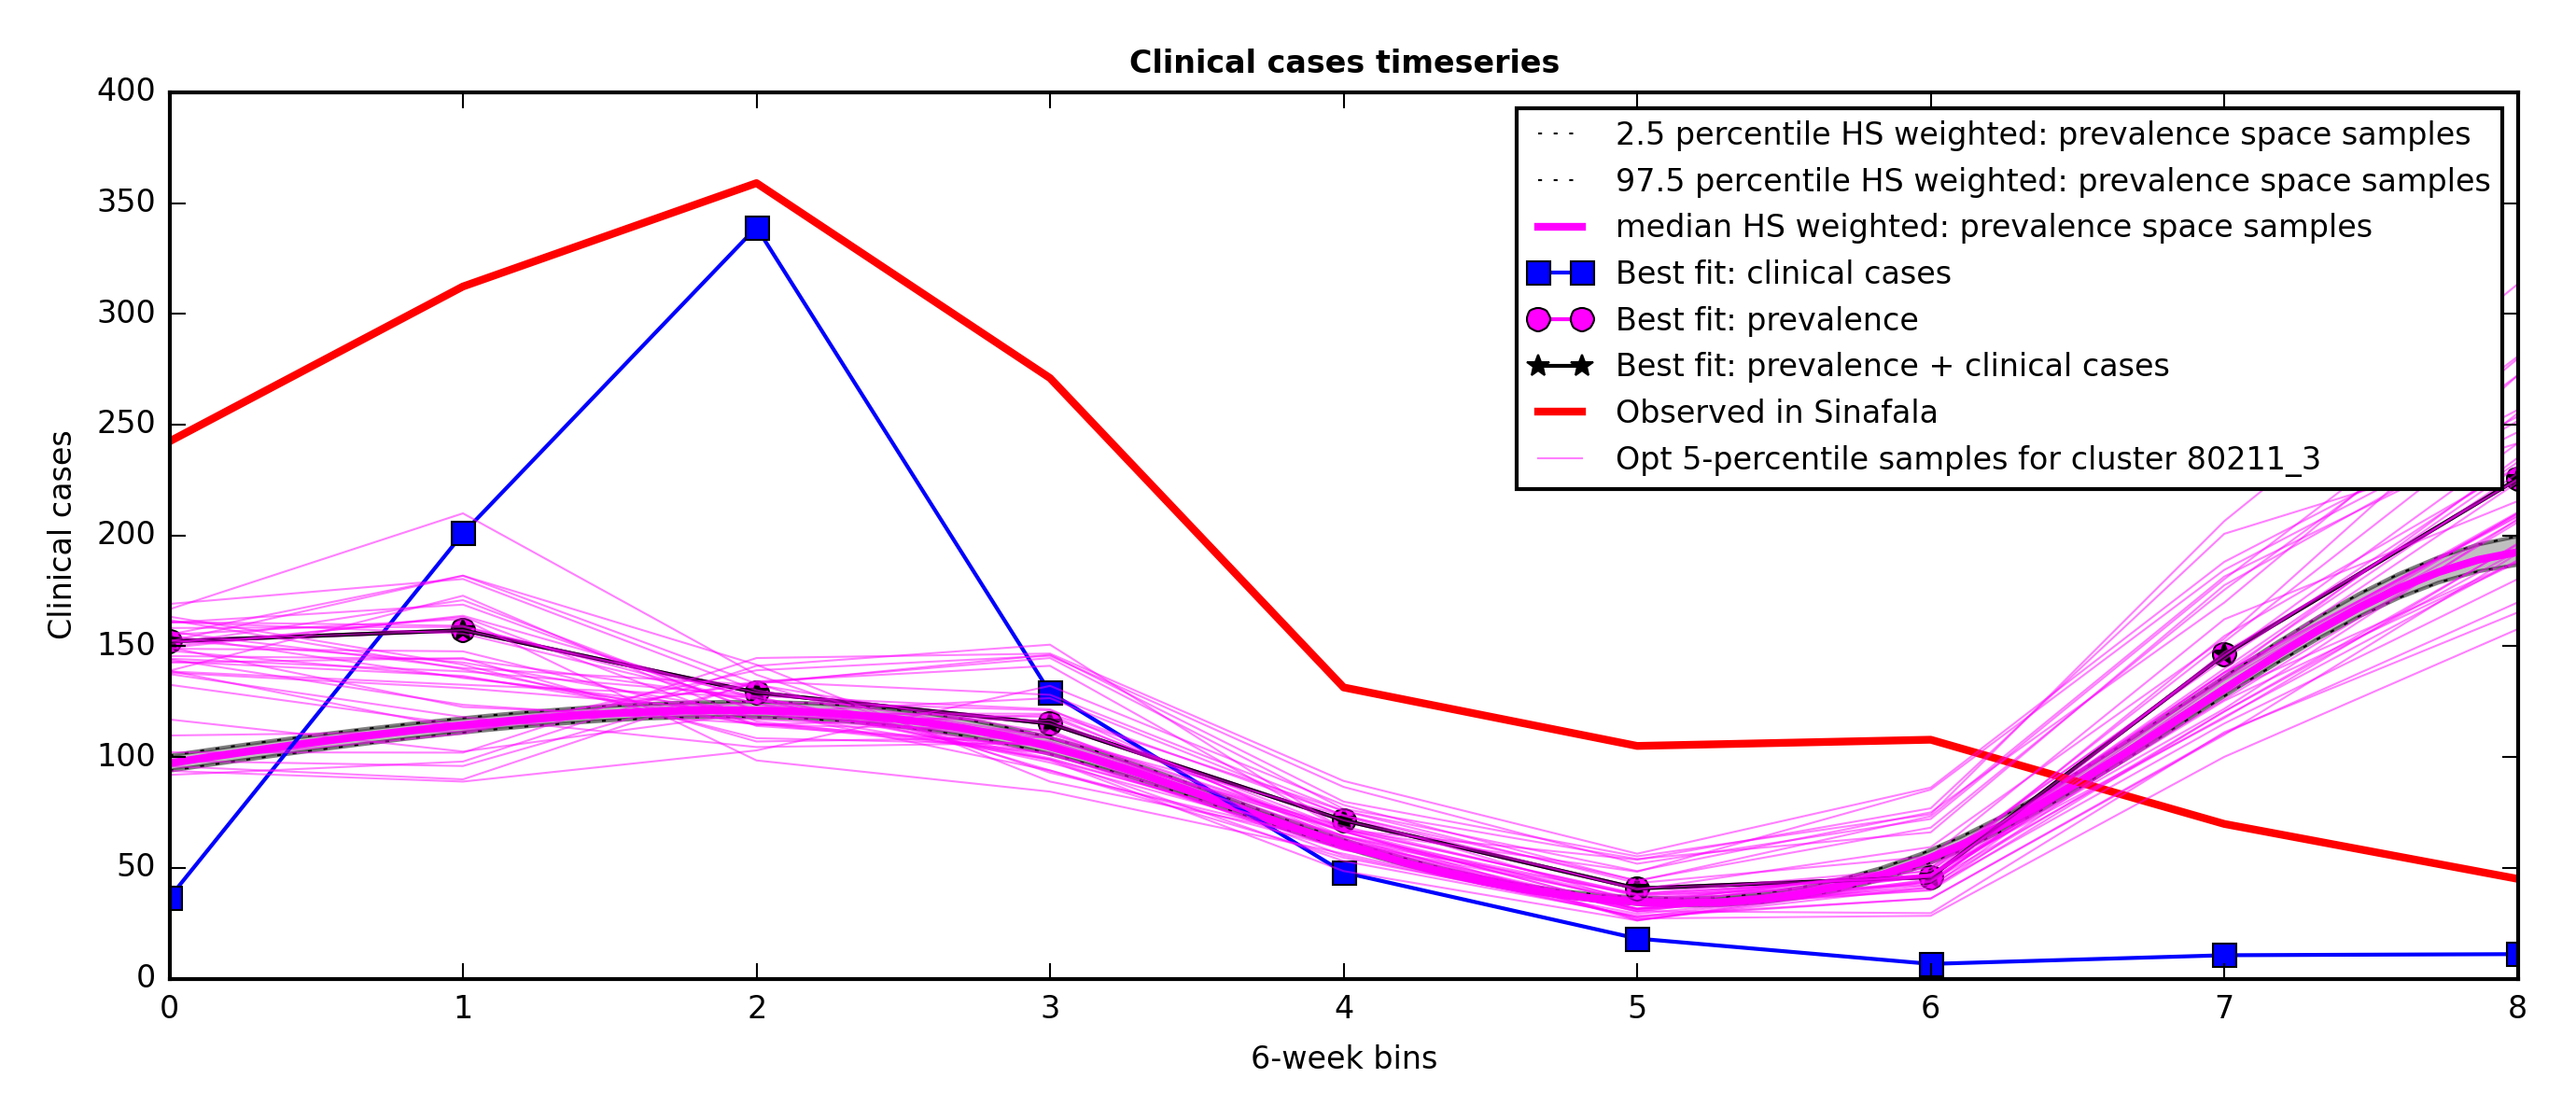 Clinical cases timeseries
400
350
300
250
200
150
100
50
0
Clinical cases
2.5 percentile HS weighted: prevalence space samples
97.5 percentile HS weighted: prevalence space samples
median HS weighted: prevalence space samples
Best fit: clinical cases
Best fit: prevalence
Best fit: prevalence + clinical cases
Observed in Sinafala
Opt 5-percentile samples for cluster 80211_3
0 1 2 3 4 5 6 7 8
6-week bins